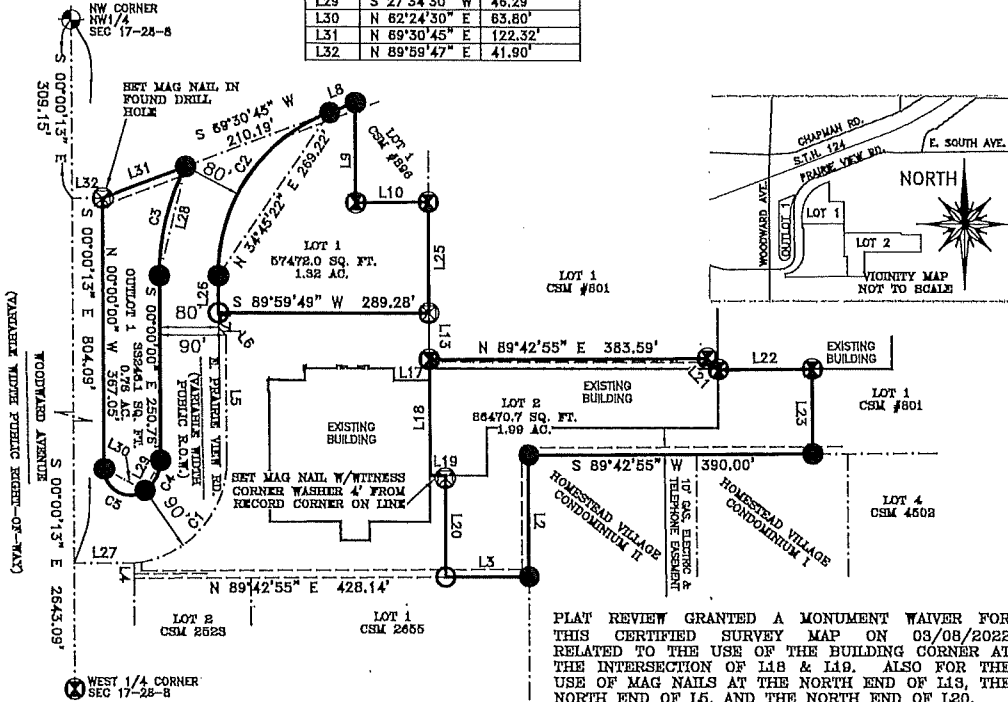 L29 S 27°34'30" W 46.29'
L30 N 62°24'30" E 63.80'
L31 N 69°30'45" E 122.32'
L32 N 89°59'47" E 41.90'
NW CORNER
NW1/4
SEC 17-28-8
S 00°00'13" E
309.15'
SET MAG NAIL IN
FOUND DRILL
HOLE
S 69°30'45" W
210.19'
L8
L9
LOT 1
CSM #896
L10
L31
L32
80'
C2
C3
L28
N 34°45'22" E 269.22'
L25
L26
LOT 1
57472.0 SQ. FT.
1.32 AC.
S 89°59'49" W 289.28'
LOT 1
CSM #801
CHAPMAN RD.
S.T.H. 124
PRAIRIE VIEW RD.
E. SOUTH AVE.
WOODWARD AVE.
OUTLOT 1
LOT 1
LOT 2
NORTH
VICINITY MAP
NOT TO SCALE
S 00°00'13" E 804.09'
N 00°00'00" W 367.05'
OUTLOT 1
SQ. FT.
0.76 AC.
S 00°00'00" E 250.75'
80'
90'
L6
L5
E. PRAIRIE VIEW RD.
(VARIABLE WIDTH
PUBLIC R.O.W.)
L13
N 89°42'55" E 383.59'
L17
L18
L21
L22
EXISTING
BUILDING
L23
LOT 1
CSM #801
EXISTING
BUILDING
LOT 2
86470.7 SQ. FT.
1.99 AC.
EXISTING
BUILDING
WOODWARD AVENUE
(VARIABLE WIDTH PUBLIC RIGHT-OF-WAY)
L30
L29
C4
C5
90'
C1
SET MAG NAIL W/WITNESS
CORNER WASHER 4' FROM
RECORD CORNER ON LINE
L19
L20
L2
L3
S 89°42'55" W 390.00'
HOMESTEAD VILLAGE
CONDOMINIUM II
10' GAS, ELECTRIC &
TELEPHONE EASEMENT
HOMESTEAD VILLAGE
CONDOMINIUM I
LOT 4
CSM 4502
L27
L4
N 89°42'55" E 428.14'
LOT 2
CSM 2523
LOT 1
CSM 2655
S 00°00'13" E 2643.09'
WEST 1/4 CORNER
SEC 17-28-8
PLAT REVIEW GRANTED A MONUMENT WAIVER FOR
THIS CERTIFIED SURVEY MAP ON 03/08/2022
RELATED TO THE USE OF THE BUILDING CORNER AT
THE INTERSECTION OF L18 & L19. ALSO FOR THE
USE OF MAG NAILS AT THE NORTH END OF L13, THE
NORTH END OF L5, AND THE NORTH END OF L20.